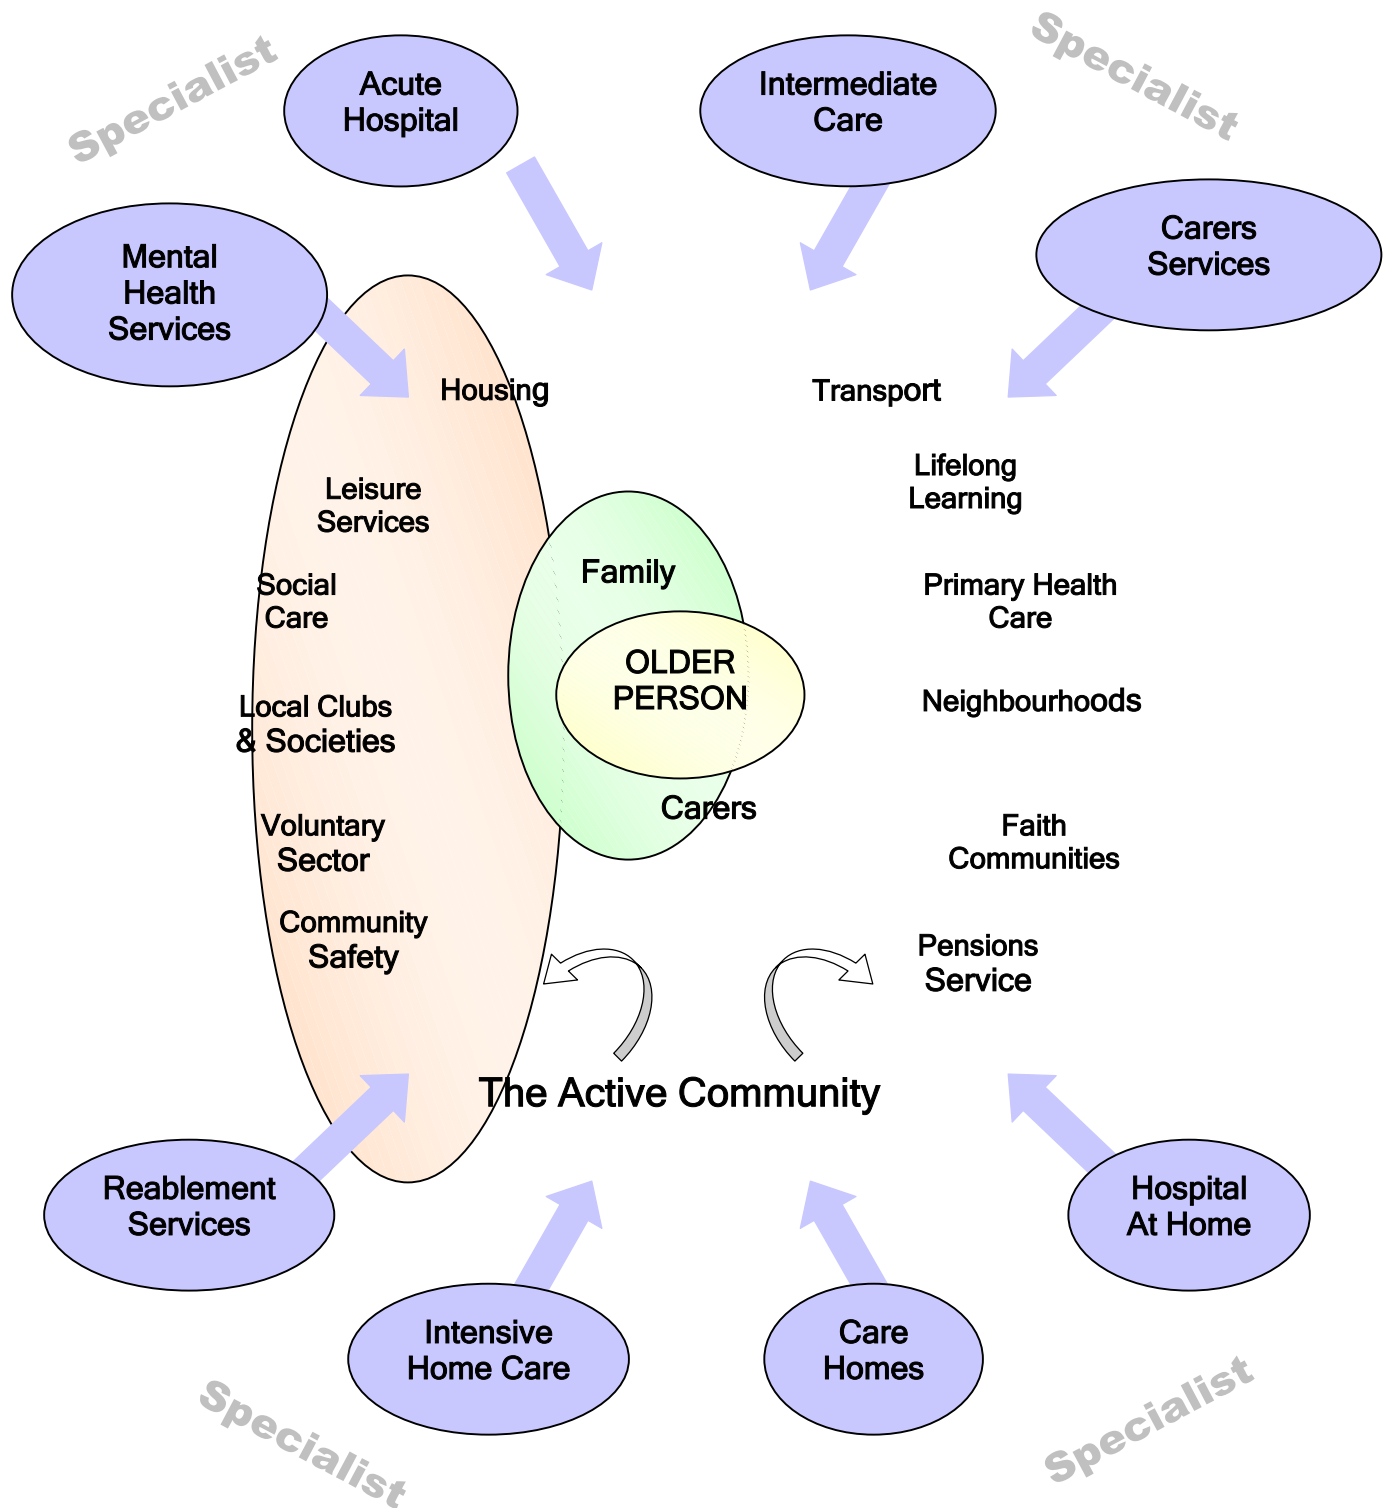 Specialist
Specialist
Acute
Hospital
Intermediate
Care
Mental
Health
Services
Carers
Services
Housing
Transport
Leisure
Services
Lifelong
Learning
Social
Care
Family
Primary Health
Care
OLDER
PERSON
Local Clubs
& Societies
Neighbourhoods
Carers
Voluntary
Sector
Faith
Communities
Community
Safety
Pensions
Service
The Active Community
Reablement
Services
Hospital
At Home
Intensive
Home Care
Care
Homes
Specialist
Specialist